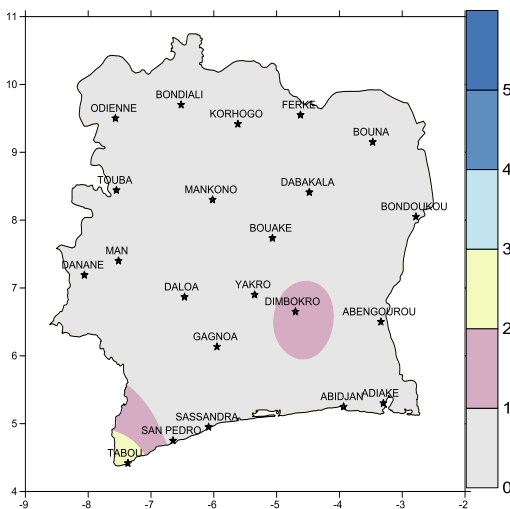 11
10
9
8
7
6
5
4
BONDIALI
ODIENNE
KORHOGO
FERKE
BOUNA
TOUBA
MANKONO
DABAKALA
BONDOUKOU
BOUAKE
MAN
DANANE
DALOA
YAKRO
DIMBOKRO
ABENGOUROU
GAGNOA
ABIDJAN
ADIAKE
SASSANDRA
SAN PEDRO
TABOU
-9 -8 -7 -6 -5 -4 -3 -2
5
4
3
2
1
0